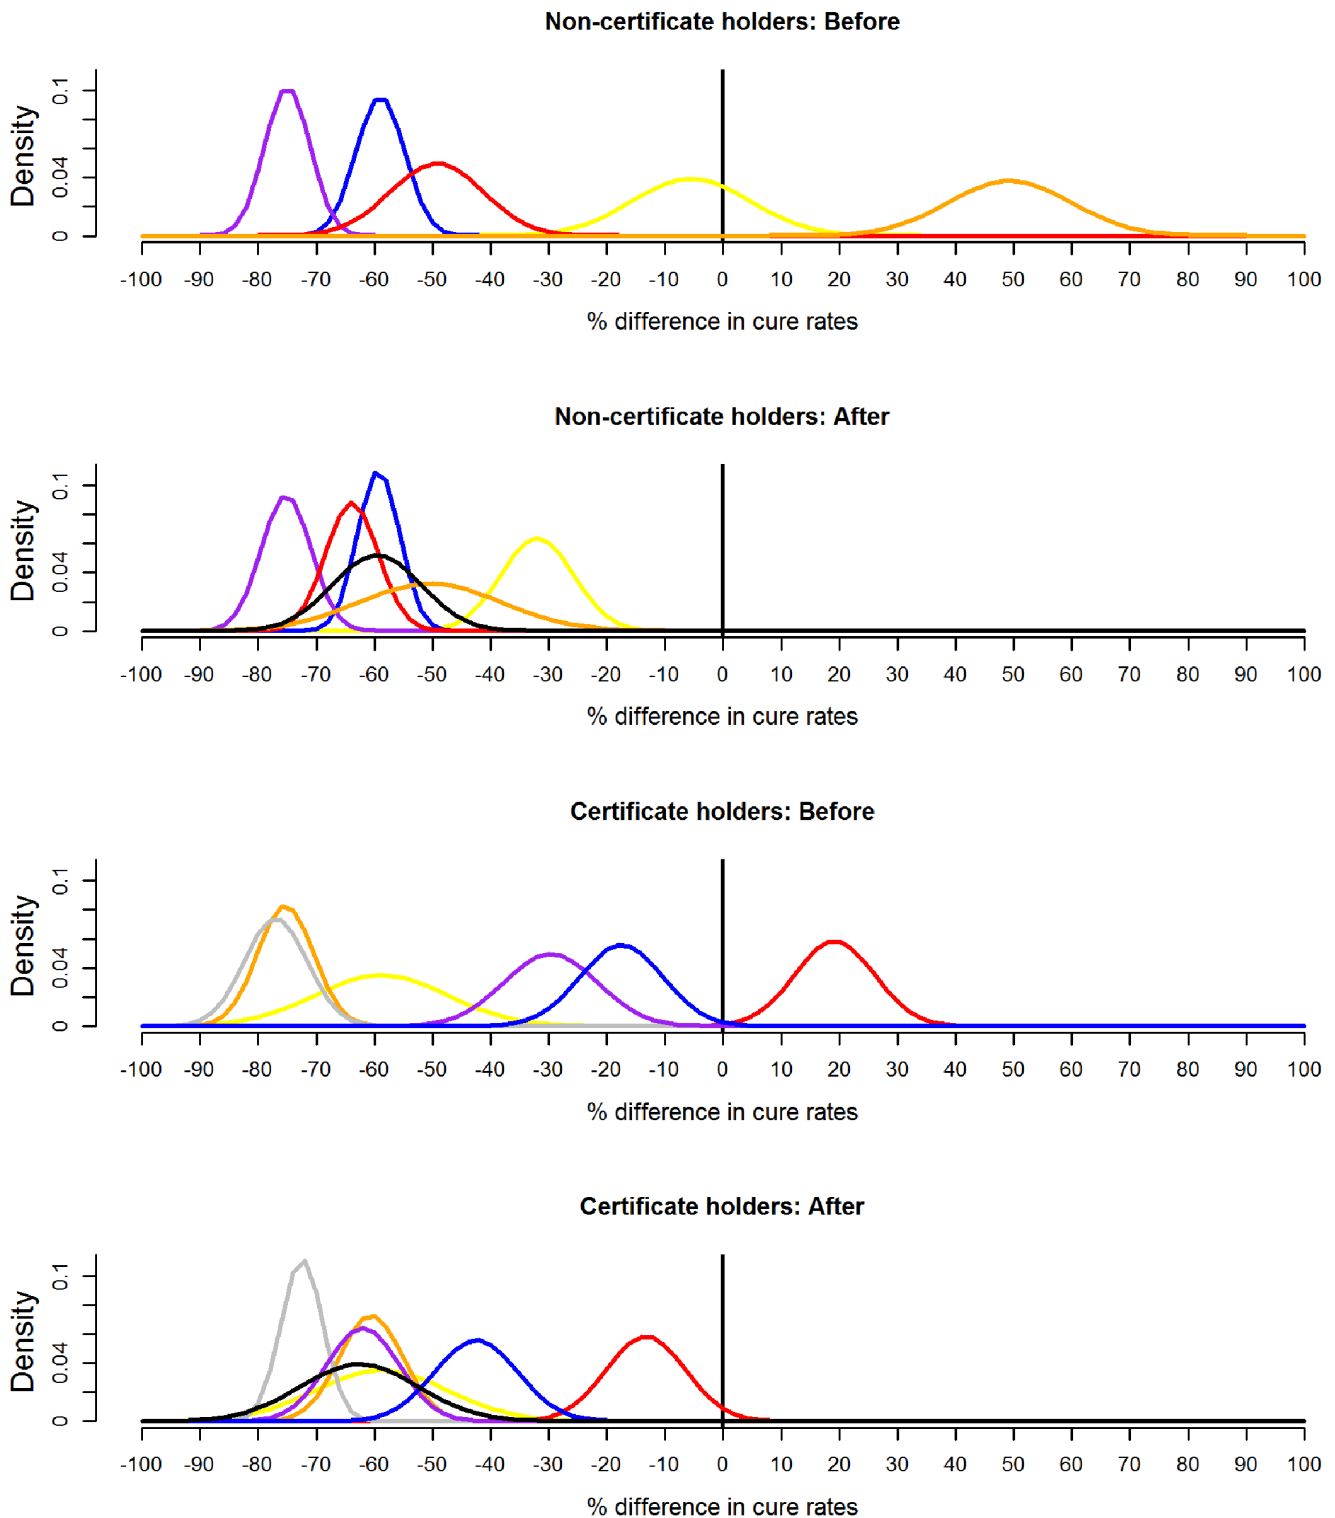 Non-certificate holders: Before
Density
0 0.04 0.1
-100 -90 -80 -70 -60 -50 -40 -30 -20 -10 0 10 20 30 40 50 60 70 80 90 100
% difference in cure rates
Non-certificate holders: After
Density
0 0.04 0.1
-100 -90 -80 -70 -60 -50 -40 -30 -20 -10 0 10 20 30 40 50 60 70 80 90 100
% difference in cure rates
Certificate holders: Before
Density
0 0.04 0.1
-100 -90 -80 -70 -60 -50 -40 -30 -20 -10 0 10 20 30 40 50 60 70 80 90 100
% difference in cure rates
Certificate holders: After
Density
0 0.04 0.1
-100 -90 -80 -70 -60 -50 -40 -30 -20 -10 0 10 20 30 40 50 60 70 80 90 100
% difference in cure rates